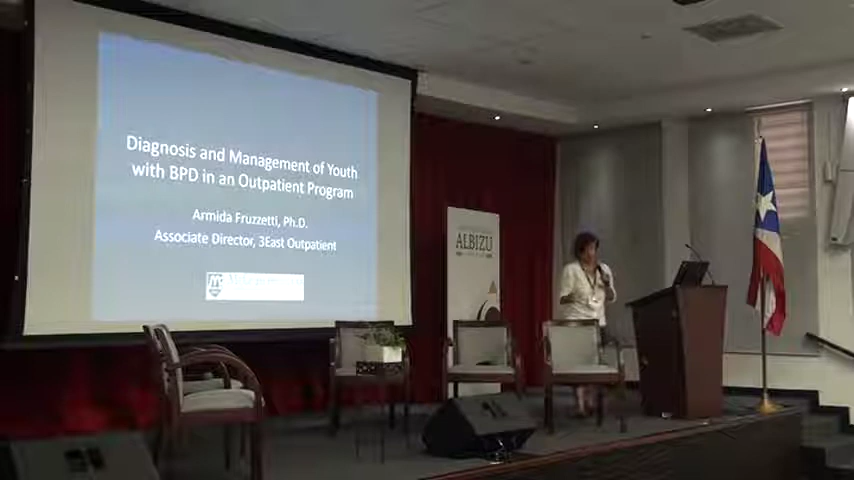 Diagnosis and Management of Youth
with BPD in an Outpatient Program
Armida Fruzzetti, Ph.D.
Associate Director, 3East Outpatient
ALBIZU